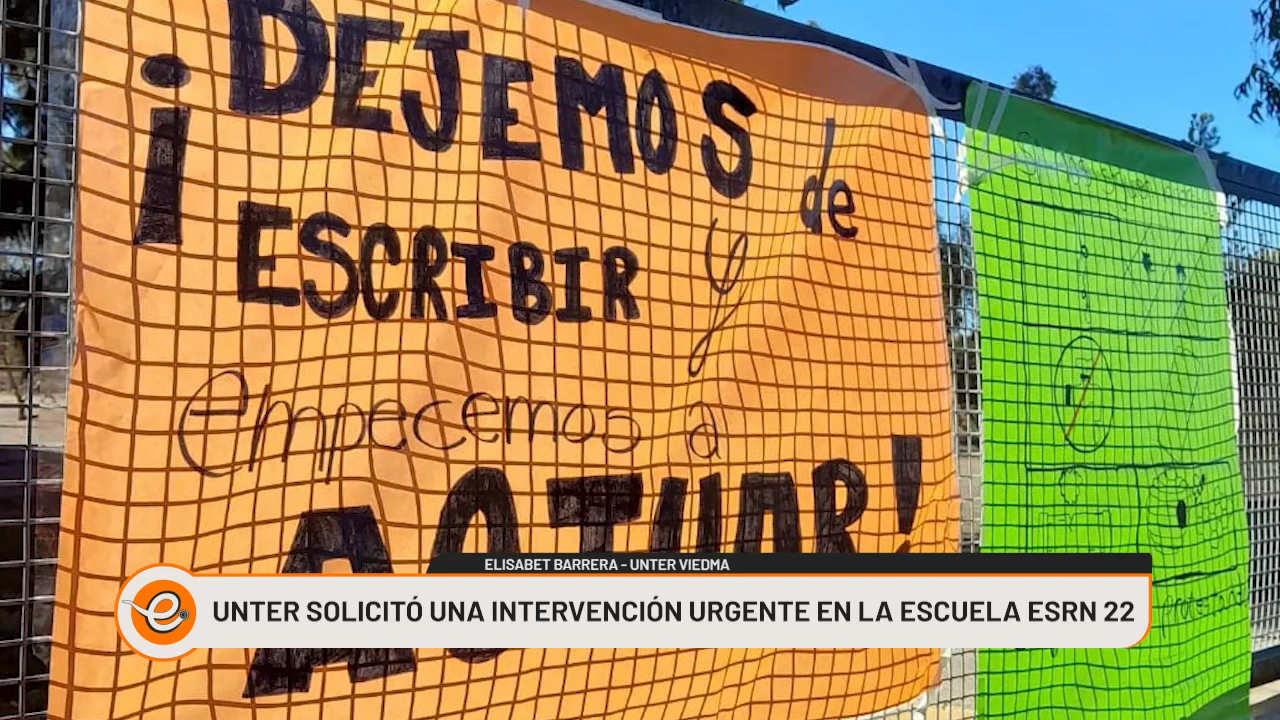 ¡DEJEMOS de
ESCRIBIR y
empecemos a
ACTUAR!
ELISABET BARRERA - UNTER VIEDMA
e
UNTER SOLICITÓ UNA INTERVENCIÓN URGENTE EN LA ESCUELA ESRN 22